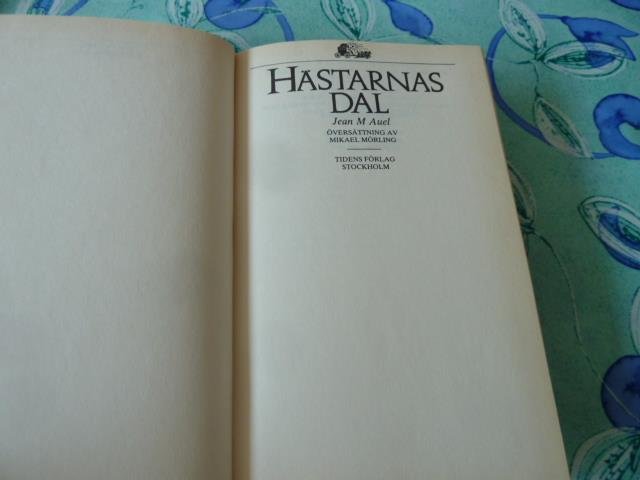 HÄSTARNAS
DAL
Jean M Auel
ÖVERSÄTTNING AV
MIKAEL MÖRLING
TIDENS FÖRLAG
STOCKHOLM